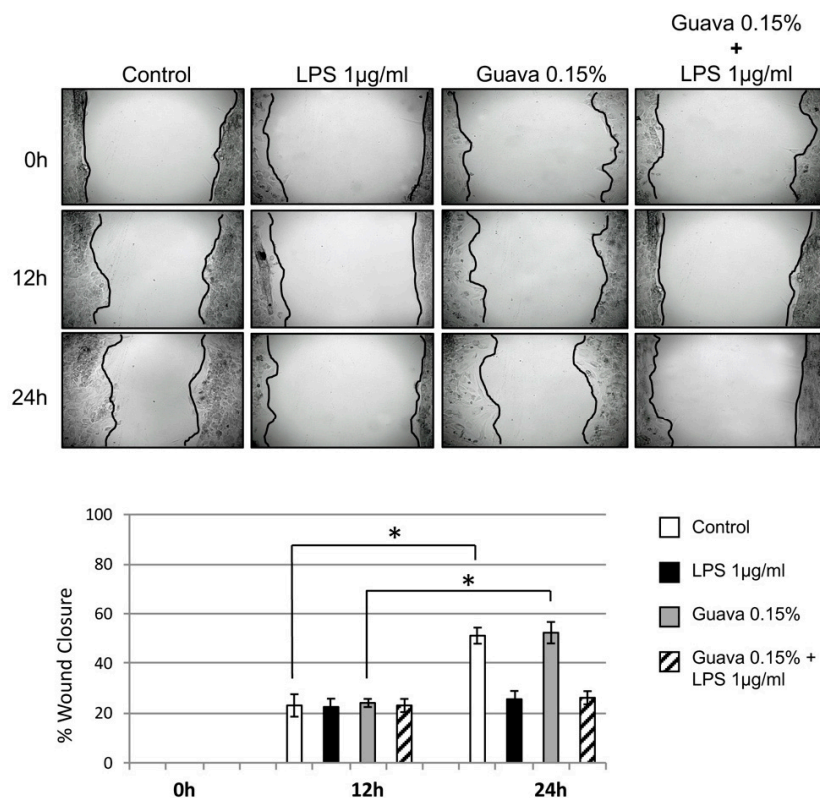 Control
LPS 1µg/ml
Guava 0.15%
Guava 0.15%
+
LPS 1µg/ml
0h
12h
24h
% Wound Closure
100
80
60
40
20
0
*
*
0h
12h
24h
Control
LPS 1µg/ml
Guava 0.15%
Guava 0.15% +
LPS 1µg/ml